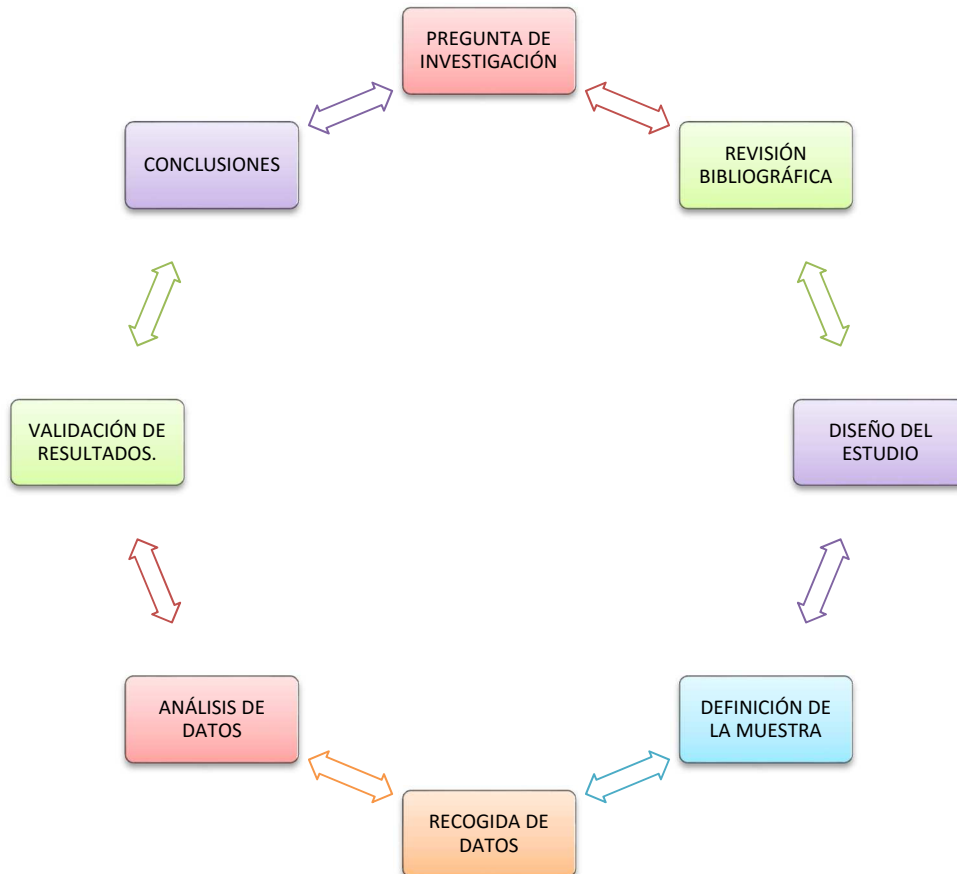 PREGUNTA DE
INVESTIGACIÓN
REVISIÓN
BIBLIOGRÁFICA
DISEÑO DEL
ESTUDIO
DEFINICIÓN DE
LA MUESTRA
RECOGIDA DE
DATOS
ANÁLISIS DE
DATOS
VALIDACIÓN DE
RESULTADOS.
CONCLUSIONES